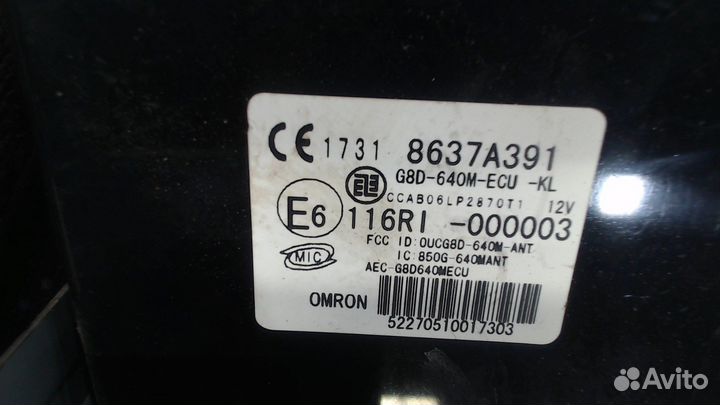 CE 1731 8637A391
G8D-640M-ECU -KL
CCAB06LP2870T1 12V
E6 116RI -000003
FCC ID:OUCG8D-640M-ANT
MIC IC:850G-640MANT
AEC-G8D640MECU
OMRON
52270510017303
Avito